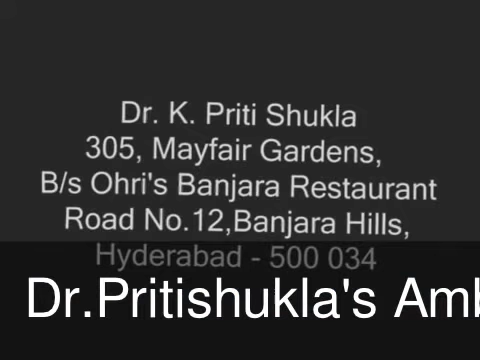 Dr. K. Priti Shukla
305, Mayfair Gardens,
B/s Ohri's Banjara Restaurant
Road No.12,Banjara Hills,
Hyderabad - 500 034
Dr.Pritishukla's Amb